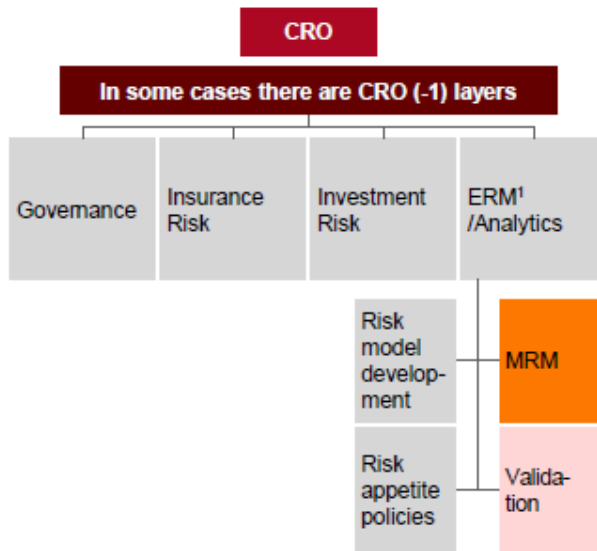 CRO
In some cases there are CRO (-1) layers
Governance
Insurance
Risk
Investment
Risk
ERM¹
/Analytics
Risk
model
develop-
ment
MRM
Risk
appetite
policies
Valida-
tion